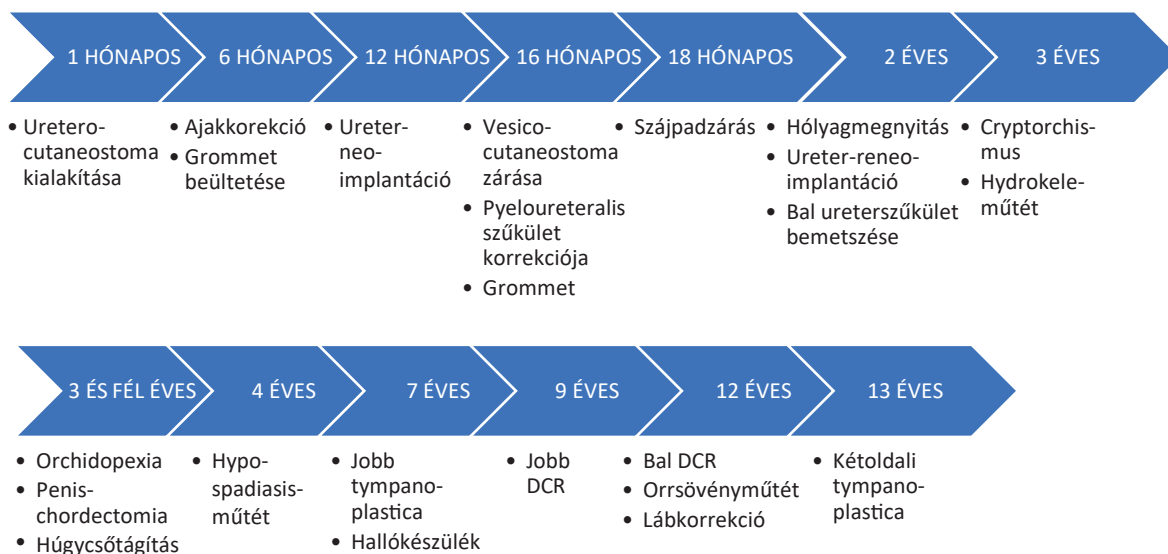 1 HÓNAPOS
6 HÓNAPOS
12 HÓNAPOS
16 HÓNAPOS
18 HÓNAPOS
2 ÉVES
3 ÉVES
• Uretero-
cutaneostoma
kialakítása
• Ajakkorekció
• Grommet
beültetése
• Ureter-
neo-
implantáció
• Vesico-
cutaneostoma
zárása
• Pyeloureteralis
szűkület
korrekciója
• Grommet
• Szájpadzárás
• Hólyagmegnyitás
• Ureter-reneo-
implantáció
• Bal ureterszűkület
bemetszése
• Cryptorchis-
mus
• Hydrokele-
műtét
3 ÉS FÉL ÉVES
4 ÉVES
7 ÉVES
9 ÉVES
12 ÉVES
13 ÉVES
• Orchidopexia
• Penis-
chordectomia
• Húgycsőtágítás
• Hypo-
spadiasis-
műtét
• Jobb
tympano-
plastica
• Hallókészülék
• Jobb
DCR
• Bal DCR
• Orrsövényműtét
• Lábkorrekció
• Kétoldali
tympano-
plastica